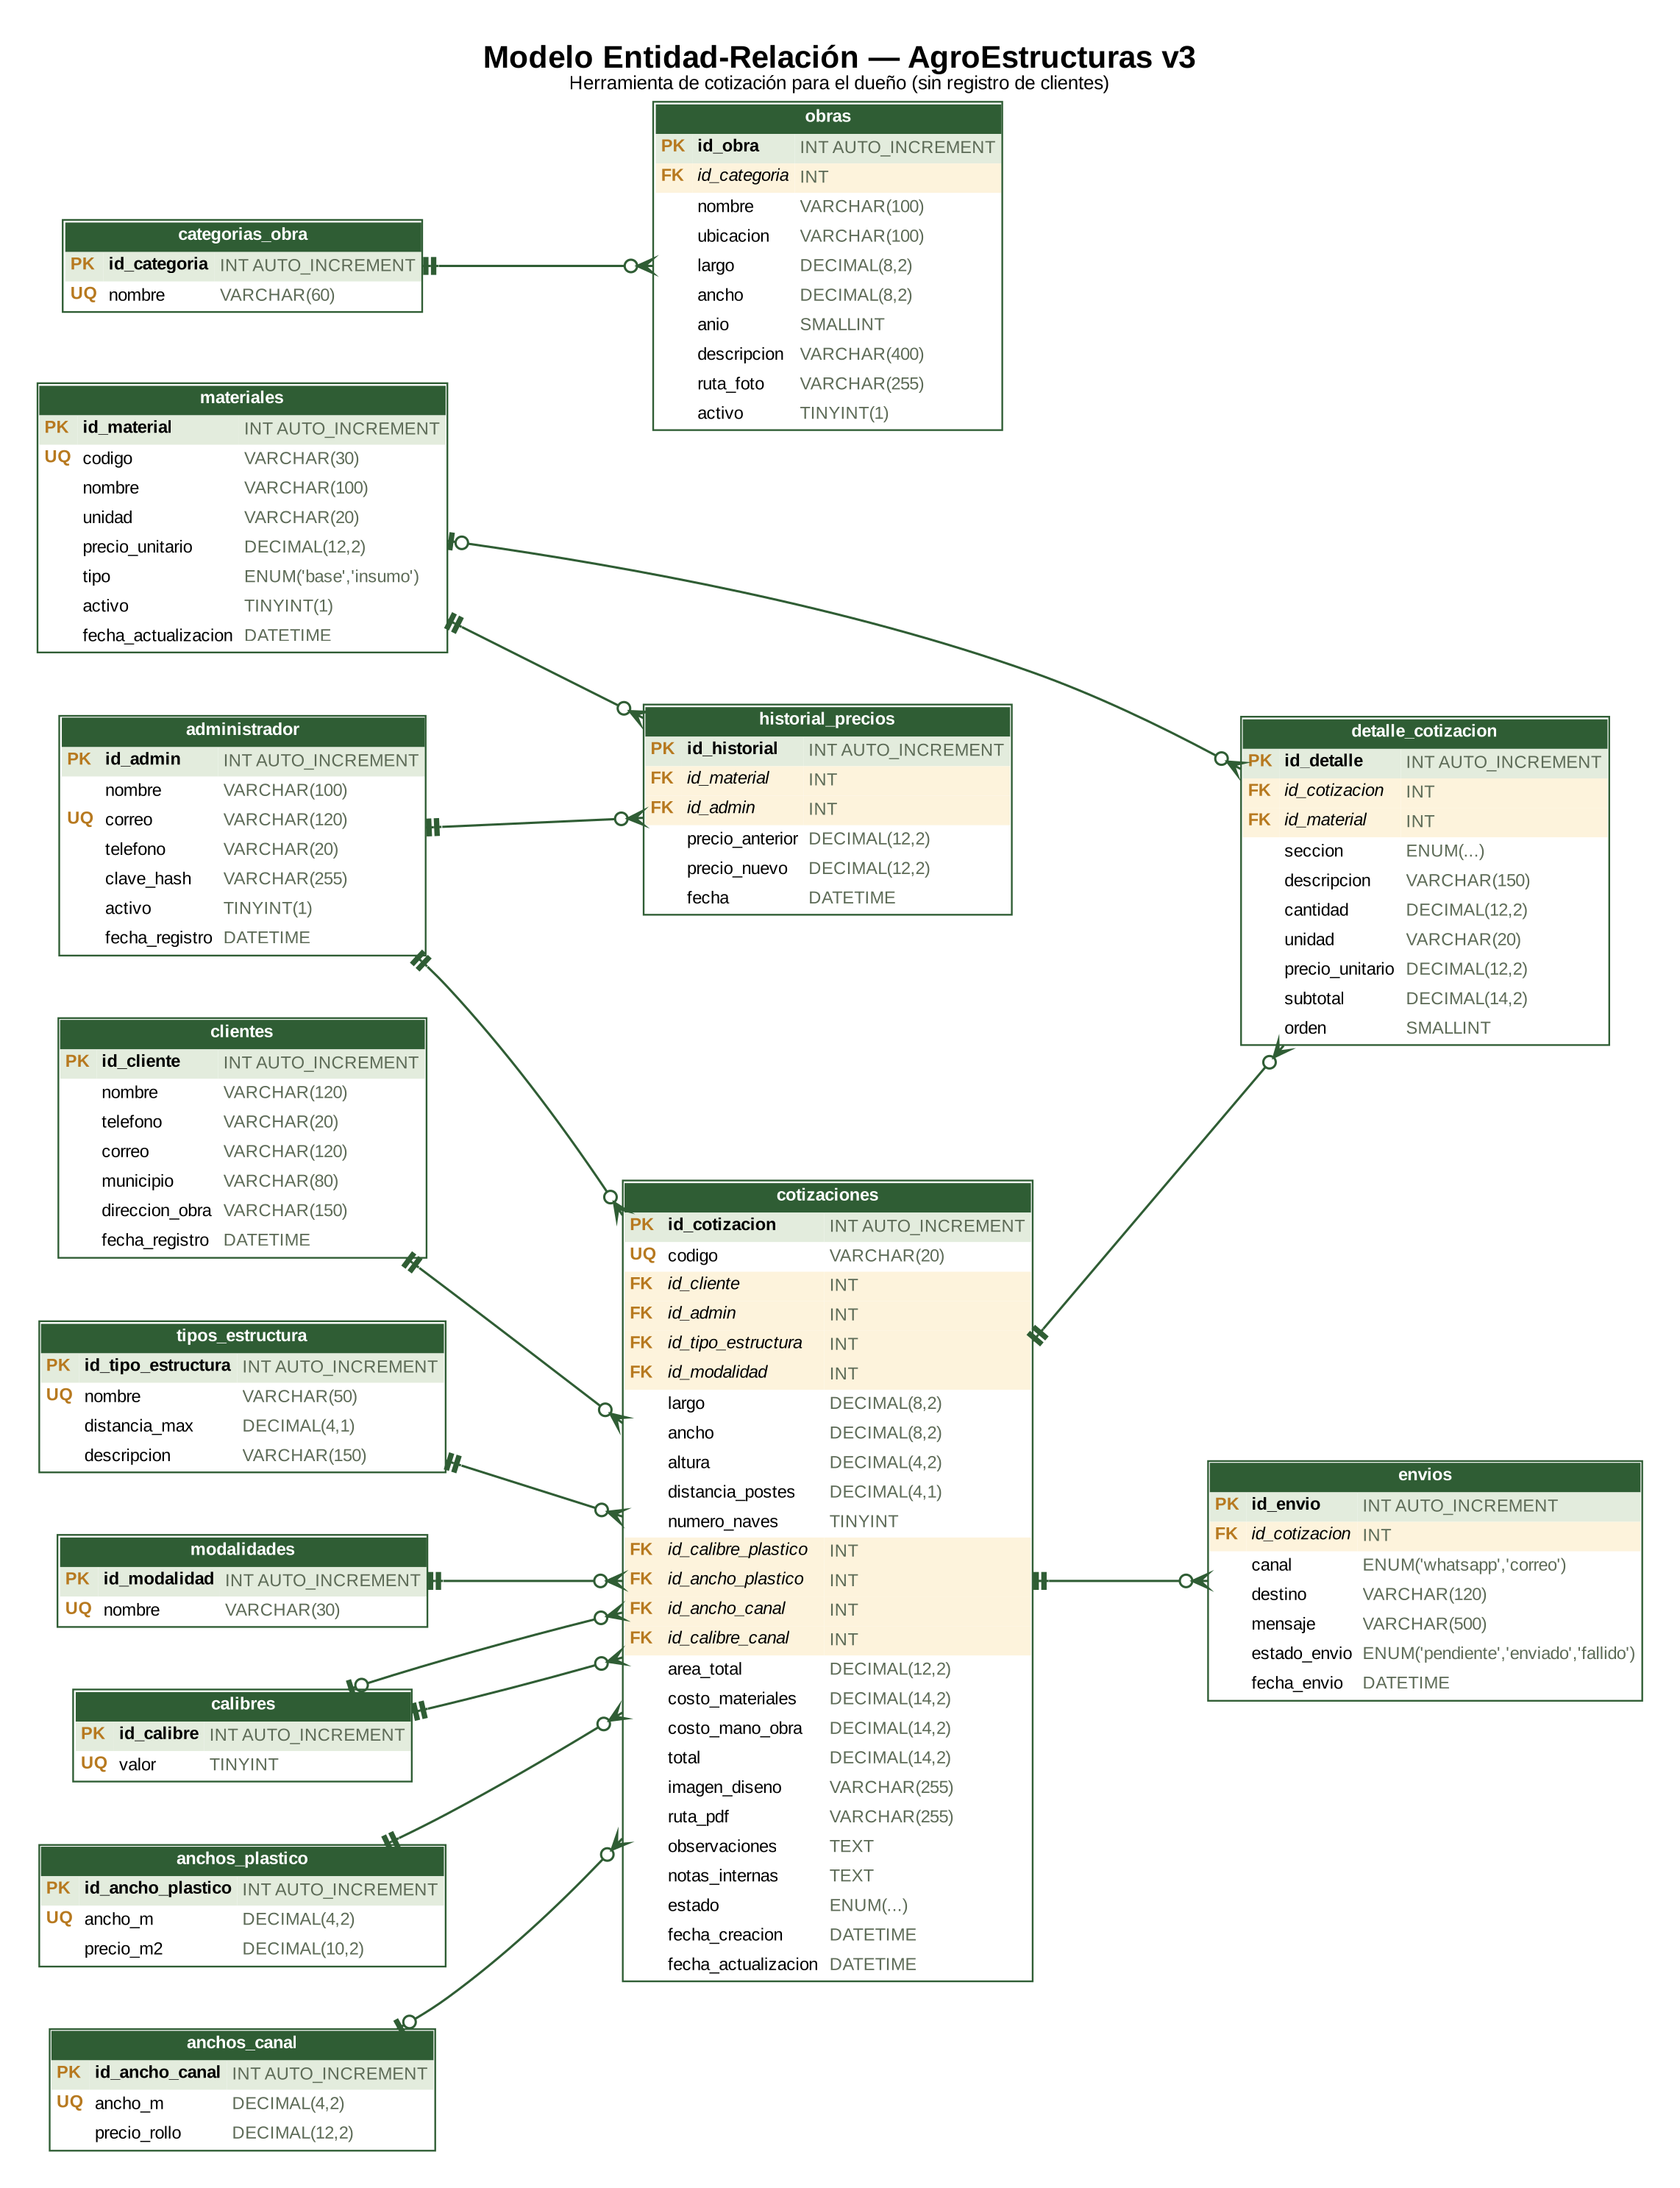 Modelo Entidad-Relación — AgroEstructuras v3
Herramienta de cotización para el dueño (sin registro de clientes)
obras
PK id_obra INT AUTO_INCREMENT
FK id_categoria INT
nombre VARCHAR(100)
ubicacion VARCHAR(100)
largo DECIMAL(8,2)
ancho DECIMAL(8,2)
anio SMALLINT
descripcion VARCHAR(400)
ruta_foto VARCHAR(255)
activo TINYINT(1)
categorias_obra
PK id_categoria INT AUTO_INCREMENT
UQ nombre VARCHAR(60)
materiales
PK id_material INT AUTO_INCREMENT
UQ codigo VARCHAR(30)
nombre VARCHAR(100)
unidad VARCHAR(20)
precio_unitario DECIMAL(12,2)
tipo ENUM('base','insumo')
activo TINYINT(1)
fecha_actualizacion DATETIME
administrador
PK id_admin INT AUTO_INCREMENT
nombre VARCHAR(100)
UQ correo VARCHAR(120)
telefono VARCHAR(20)
clave_hash VARCHAR(255)
activo TINYINT(1)
fecha_registro DATETIME
historial_precios
PK id_historial INT AUTO_INCREMENT
FK id_material INT
FK id_admin INT
precio_anterior DECIMAL(12,2)
precio_nuevo DECIMAL(12,2)
fecha DATETIME
detalle_cotizacion
PK id_detalle INT AUTO_INCREMENT
FK id_cotizacion INT
FK id_material INT
seccion ENUM(...)
descripcion VARCHAR(150)
cantidad DECIMAL(12,2)
unidad VARCHAR(20)
precio_unitario DECIMAL(12,2)
subtotal DECIMAL(14,2)
orden SMALLINT
clientes
PK id_cliente INT AUTO_INCREMENT
nombre VARCHAR(120)
telefono VARCHAR(20)
correo VARCHAR(120)
municipio VARCHAR(80)
direccion_obra VARCHAR(150)
fecha_registro DATETIME
tipos_estructura
PK id_tipo_estructura INT AUTO_INCREMENT
UQ nombre VARCHAR(50)
distancia_max DECIMAL(4,1)
descripcion VARCHAR(150)
modalidades
PK id_modalidad INT AUTO_INCREMENT
UQ nombre VARCHAR(30)
calibres
PK id_calibre INT AUTO_INCREMENT
UQ valor TINYINT
anchos_plastico
PK id_ancho_plastico INT AUTO_INCREMENT
UQ ancho_m DECIMAL(4,2)
precio_m2 DECIMAL(10,2)
anchos_canal
PK id_ancho_canal INT AUTO_INCREMENT
UQ ancho_m DECIMAL(4,2)
precio_rollo DECIMAL(12,2)
cotizaciones
PK id_cotizacion INT AUTO_INCREMENT
UQ codigo VARCHAR(20)
FK id_cliente INT
FK id_admin INT
FK id_tipo_estructura INT
FK id_modalidad INT
largo DECIMAL(8,2)
ancho DECIMAL(8,2)
altura DECIMAL(4,2)
distancia_postes DECIMAL(4,1)
numero_naves TINYINT
FK id_calibre_plastico INT
FK id_ancho_plastico INT
FK id_ancho_canal INT
FK id_calibre_canal INT
area_total DECIMAL(12,2)
costo_materiales DECIMAL(14,2)
costo_mano_obra DECIMAL(14,2)
total DECIMAL(14,2)
imagen_diseno VARCHAR(255)
ruta_pdf VARCHAR(255)
observaciones TEXT
notas_internas TEXT
estado ENUM(...)
fecha_creacion DATETIME
fecha_actualizacion DATETIME
envios
PK id_envio INT AUTO_INCREMENT
FK id_cotizacion INT
canal ENUM('whatsapp','correo')
destino VARCHAR(120)
mensaje VARCHAR(500)
estado_envio ENUM('pendiente','enviado','fallido')
fecha_envio DATETIME